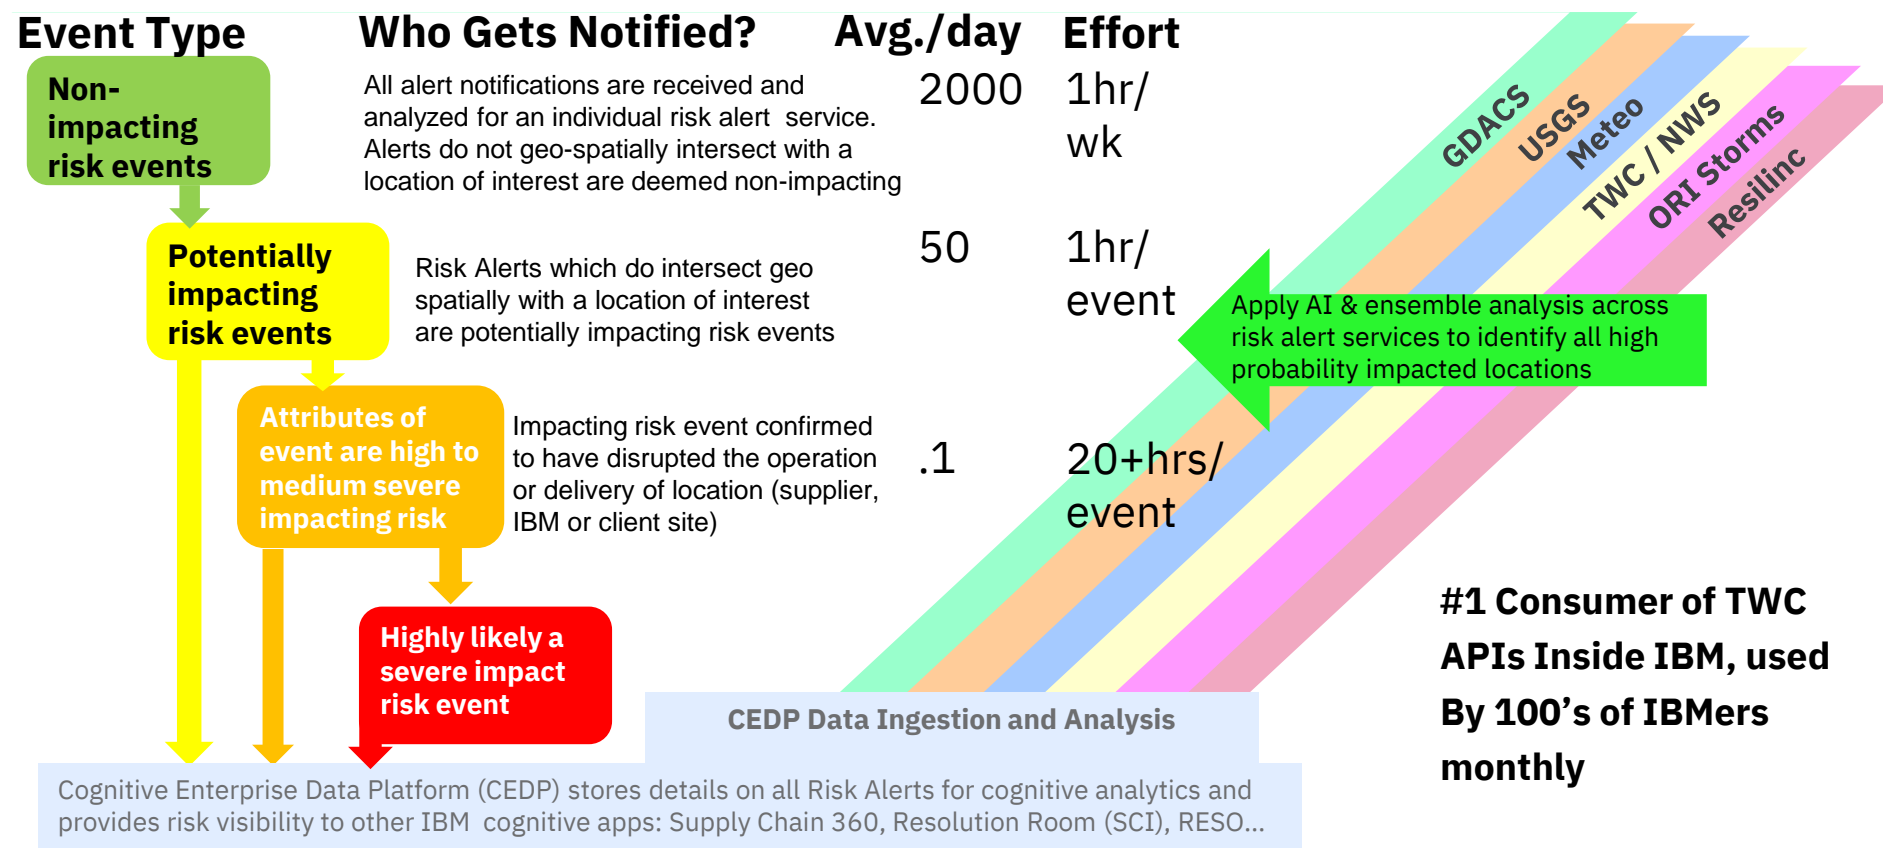 Event Type
Who Gets Notified?
Avg./day
Effort
Non-
impacting
risk events
All alert notifications are received and
analyzed for an individual risk alert  service.
Alerts do not geo-spatially intersect with a
location of interest are deemed non-impacting
2000
1hr/
wk
GDACS
USGS
Meteo
TWC / NWS
ORI Storms
Resilinc
Potentially
impacting
risk events
Risk Alerts which do intersect geo
spatially with a location of interest
are potentially impacting risk events
50
1hr/
event
Apply AI & ensemble analysis across
risk alert services to identify all high
probability impacted locations
Attributes of
event are high to
medium severe
impacting risk
Impacting risk event confirmed
to have disrupted the operation
or delivery of location (supplier,
IBM or client site)
.1
20+hrs/
event
Highly likely a
severe impact
risk event
#1 Consumer of TWC
APIs Inside IBM, used
By 100’s of IBMers
monthly
CEDP Data Ingestion and Analysis
Cognitive Enterprise Data Platform (CEDP) stores details on all Risk Alerts for cognitive analytics and
provides risk visibility to other IBM  cognitive apps: Supply Chain 360, Resolution Room (SCI), RESO...